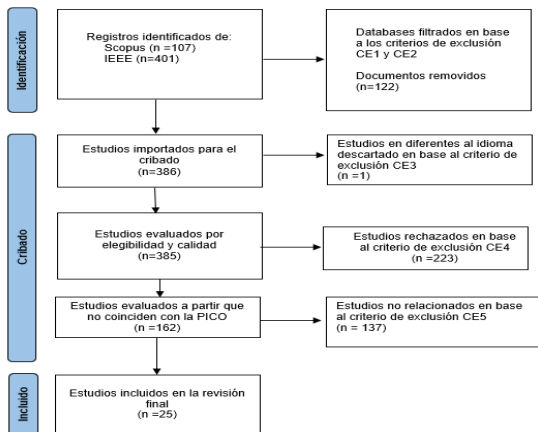 Identificación
Registros identificados de:
Scopus (n =107)
IEEE (n=401)
Databases filtrados en base
a los criterios de exclusión
CE1 y CE2
Documentos removidos
(n=122)
Cribado
Estudios importados para el
cribado
(n=386)
Estudios en diferentes al idioma
descartado en base al criterio de
exclusión CE3
(n =1)
Estudios evaluados por
elegibilidad y calidad
(n=385)
Estudios rechazados en base
al criterio de exclusión CE4
(n =223)
Estudios evaluados a partir que
no coinciden con la PICO
(n =162)
Estudios no relacionados en base
al criterio de exclusión CE5
(n = 137)
Incluido
Estudios incluidos en la revisión
final
(n =25)